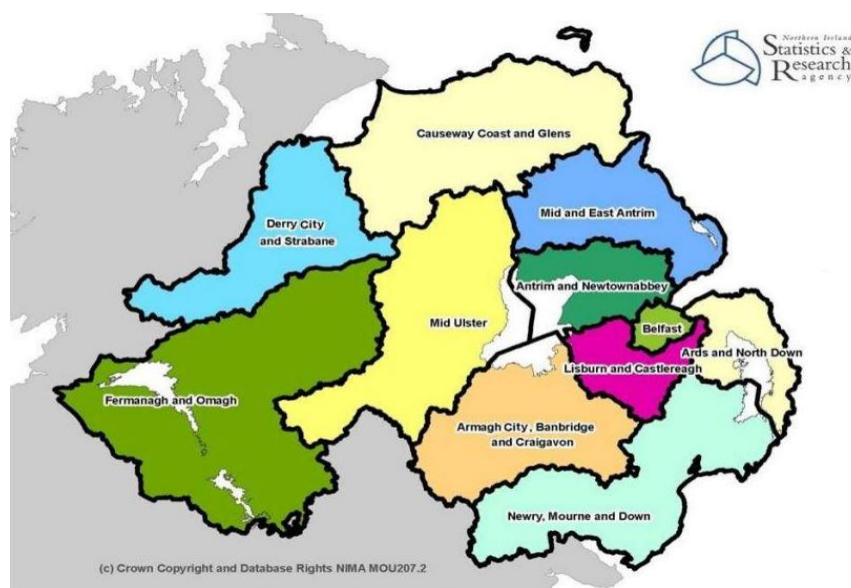 Northern Ireland
Statistics &
Research
agency
Causeway Coast and Glens
Derry City
and Strabane
Mid and East Antrim
Antrim and Newtownabbey
Mid Ulster
Belfast
Ards and North Down
Lisburn and Castlereagh
Fermanagh and Omagh
Armagh City, Banbridge
and Craigavon
Newry, Mourne and Down
(c) Crown Copyright and Database Rights NIMA MOU207.2